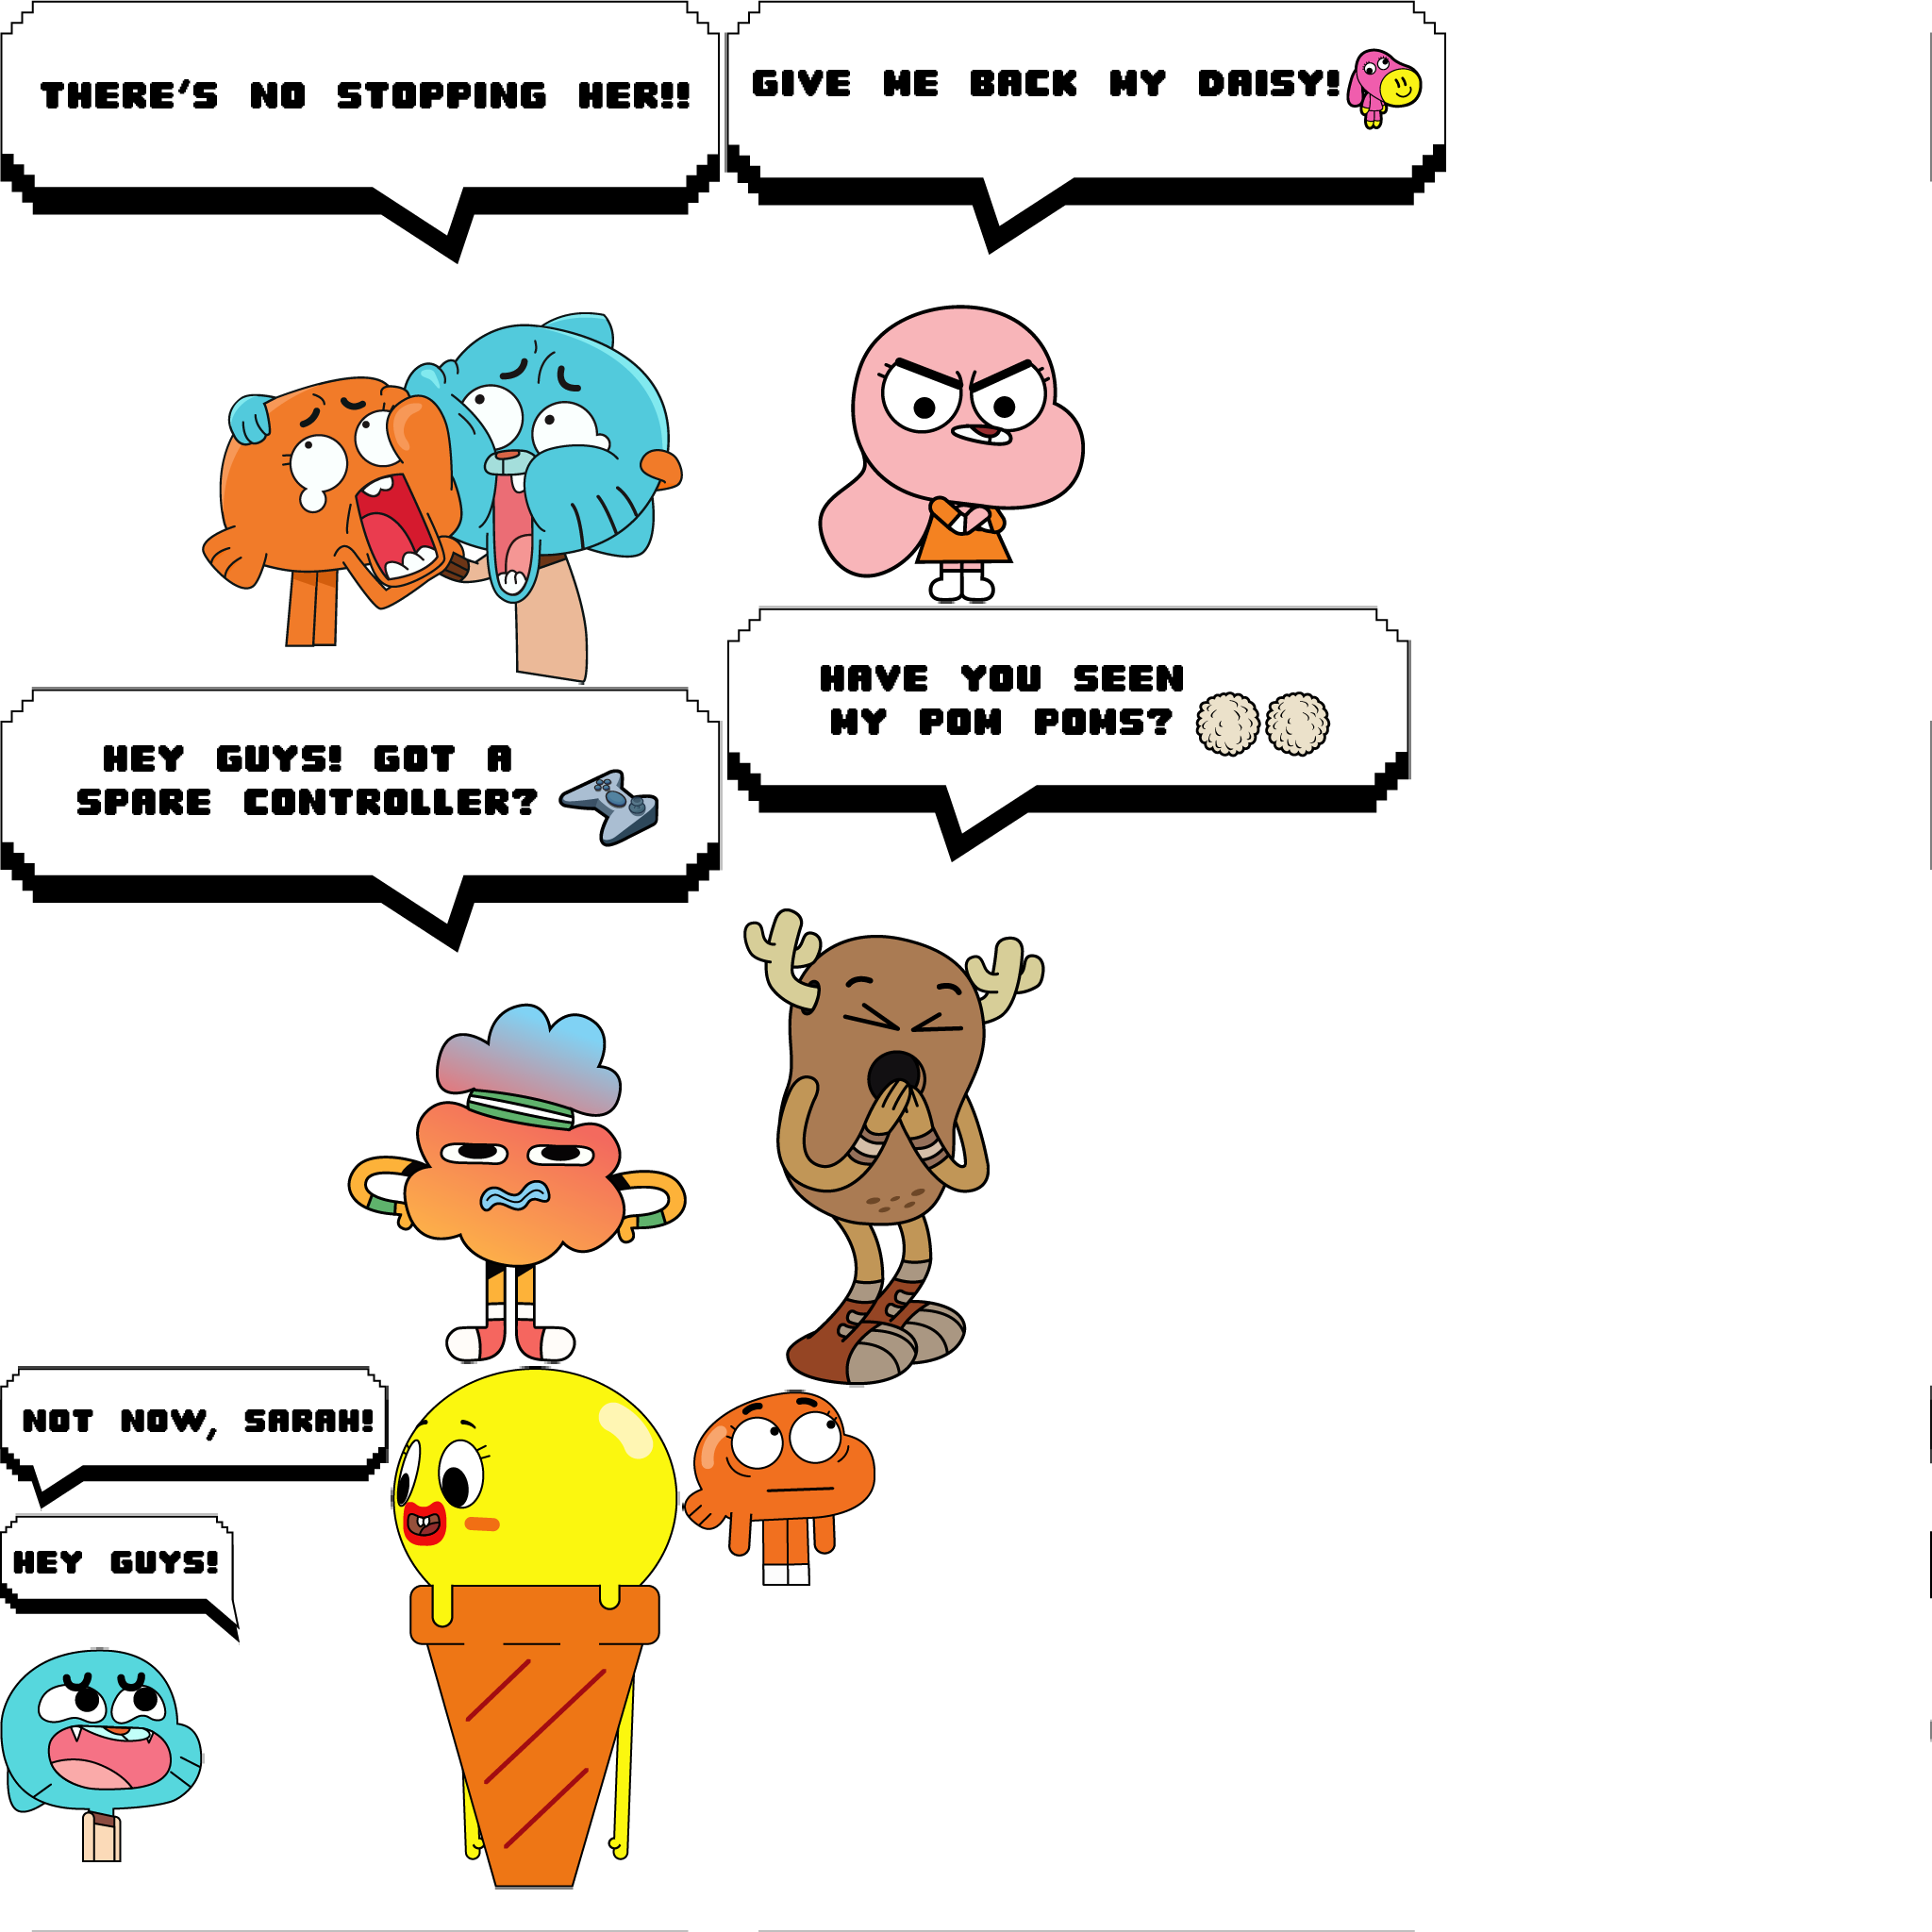 THERE'S NO STOPPING HER!!
GIVE ME BACK MY DAISY!
HAVE YOU SEEN
MY POM POMS?
HEY GUYS! GOT A
SPARE CONTROLLER?
NOT NOW, SARAH!
HEY GUYS!